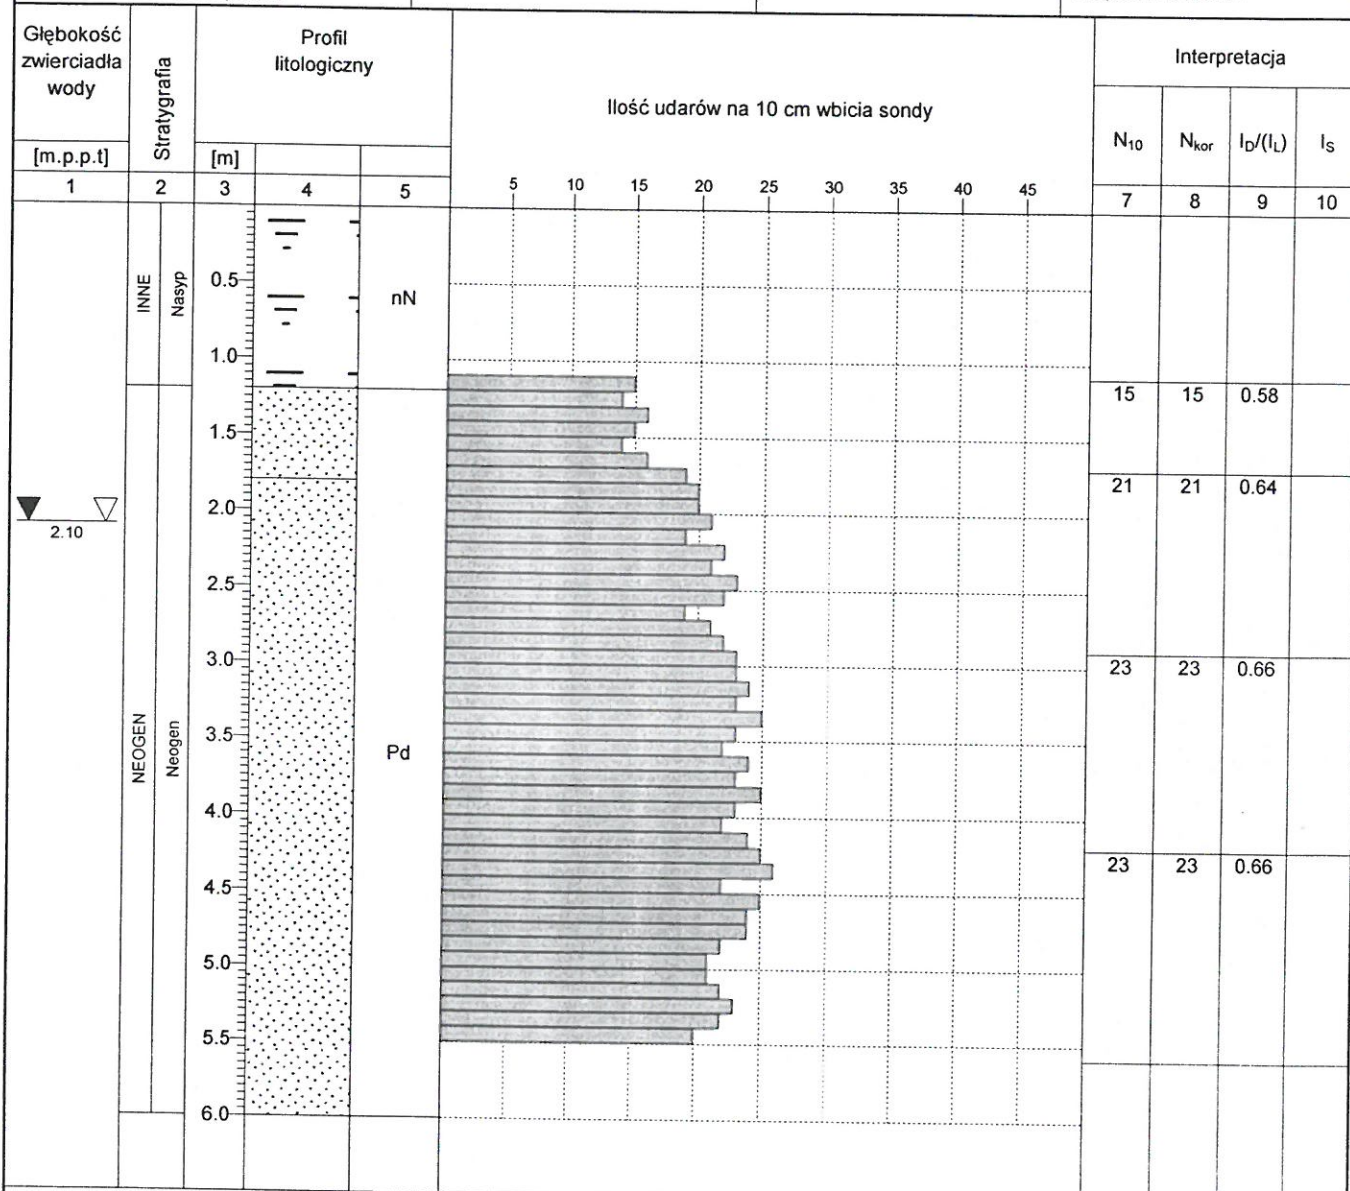 Głębokość
zwierciadła
wody
[m.p.p.t]
1
Stratygrafia
2
Profil
litologiczny
[m]
3
4
5
Ilość udarów na 10 cm wbicia sondy
5 10 15 20 25 30 35 40 45
Interpretacja
N10 Nkor ID/(IL) IS
7 8 9 10
2.10
INNE
Nasyp
NEOGEN
Neogen
0.5
1.0
1.5
2.0
2.5
3.0
3.5
4.0
4.5
5.0
5.5
6.0
nN
Pd
15 15 0.58
21 21 0.64
23 23 0.66
23 23 0.66